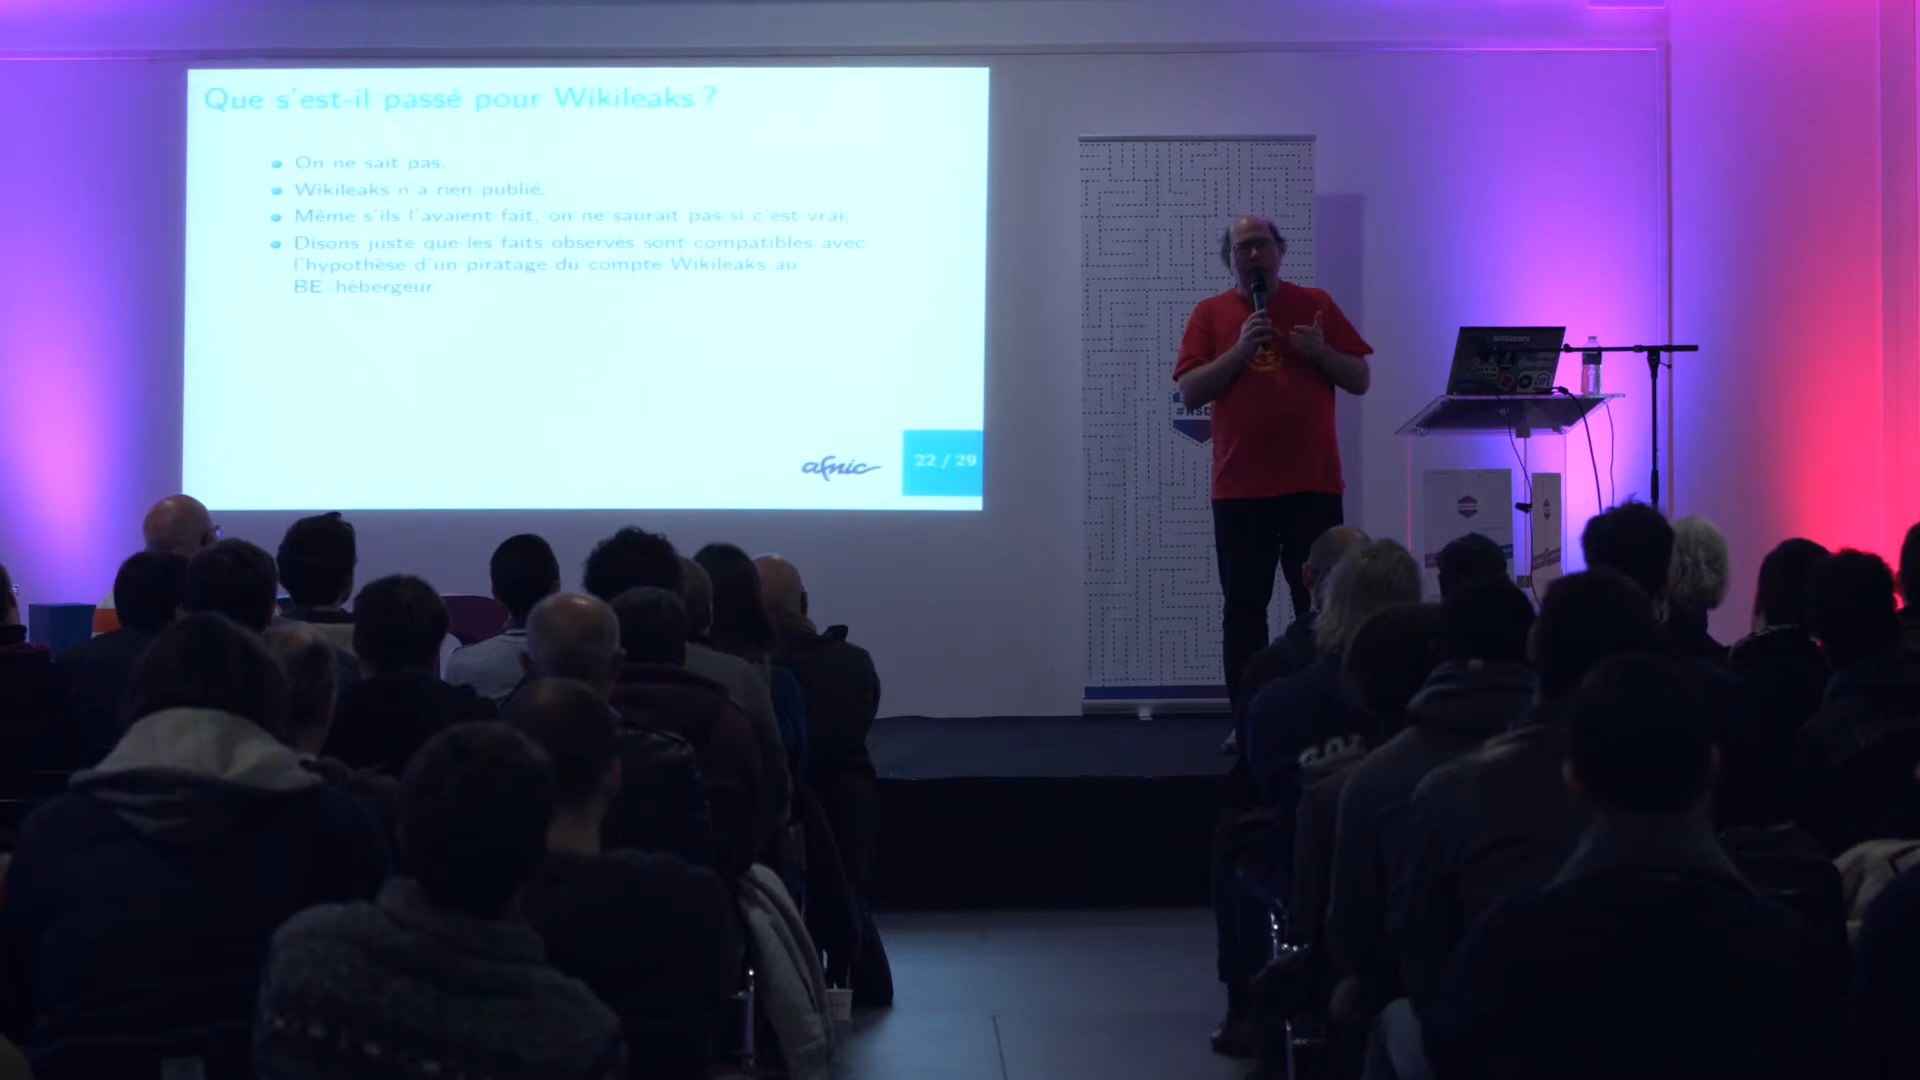 Que s'est-il passé pour Wikileaks ?
On ne sait pas,
Wikileaks n'a rien publié,
Même s'ils l'avaient fait, on ne saurait pas si c'est vrai,
Disons juste que les faits observés sont compatibles avec
l'hypothèse d'un piratage du compte Wikileaks au
BE/hébergeur
afnic
22 / 29